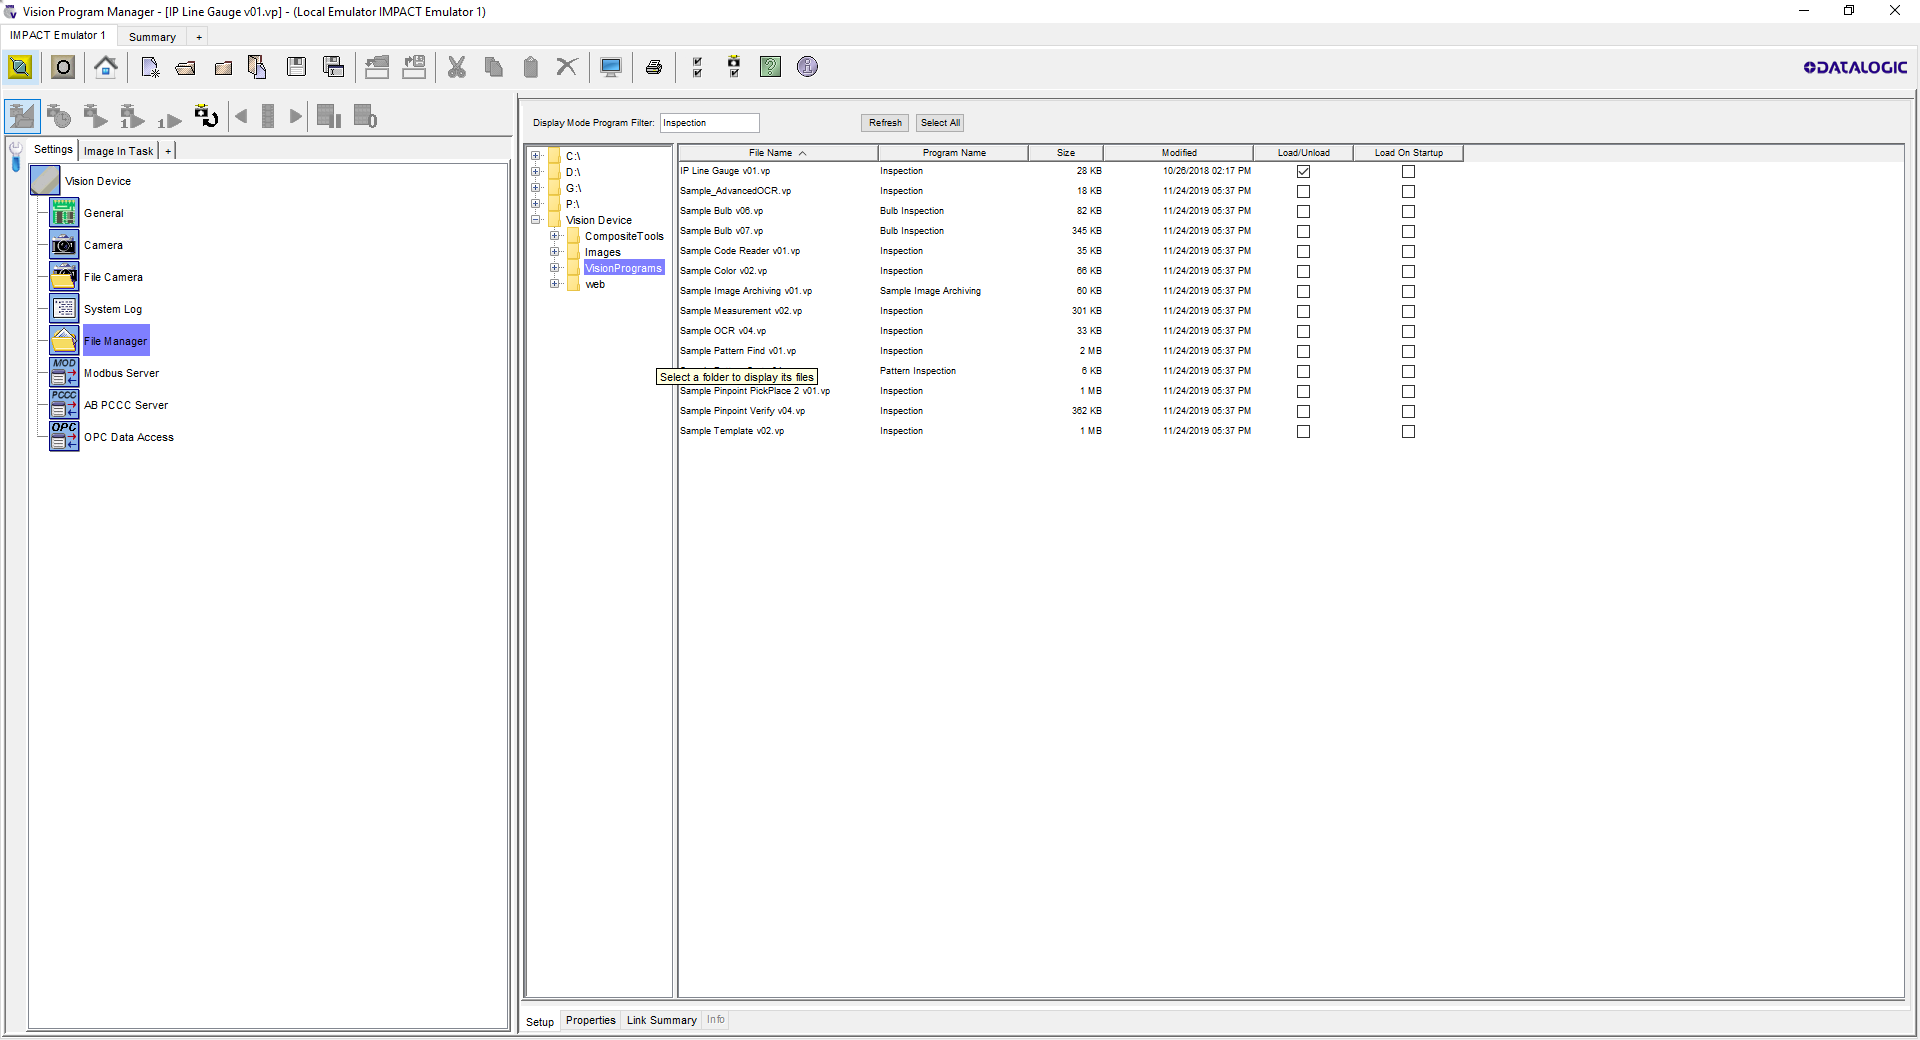 Vision Program Manager - [IP Line Gauge v01.vp] - (Local Emulator IMPACT Emulator 1)
IMPACT Emulator 1
Summary
+
DATALOGIC
Settings
Image In Task
+
Vision Device
General
Camera
File Camera
System Log
File Manager
MOD
Modbus Server
PCCC
AB PCCC Server
OPC
OPC Data Access
Display Mode Program Filter: Inspection
Refresh
Select All
C:\
D:\
G:\
P:\
Vision Device
CompositeTools
Images
VisionPrograms
web
File Name Program Name Size Modified Load/Unload Load On Startup
IP Line Gauge v01.vp Inspection 28 KB 10/26/2018 02:17 PM
Sample_AdvancedOCR.vp Inspection 18 KB 11/24/2019 05:37 PM
Sample Bulb v06.vp Bulb Inspection 82 KB 11/24/2019 05:37 PM
Sample Bulb v07.vp Bulb Inspection 345 KB 11/24/2019 05:37 PM
Sample Code Reader v01.vp Inspection 35 KB 11/24/2019 05:37 PM
Sample Color v02.vp Inspection 66 KB 11/24/2019 05:37 PM
Sample Image Archiving v01.vp Sample Image Archiving 60 KB 11/24/2019 05:37 PM
Sample Measurement v02.vp Inspection 301 KB 11/24/2019 05:37 PM
Sample OCR v04.vp Inspection 33 KB 11/24/2019 05:37 PM
Sample Pattern Find v01.vp Inspection 2 MB 11/24/2019 05:37 PM
Pattern Inspection 6 KB 11/24/2019 05:37 PM
Select a folder to display its files
Sample Pinpoint PickPlace 2 v01.vp Inspection 1 MB 11/24/2019 05:37 PM
Sample Pinpoint Verify v04.vp Inspection 362 KB 11/24/2019 05:37 PM
Sample Template v02.vp Inspection 1 MB 11/24/2019 05:37 PM
Setup
Properties
Link Summary
Info